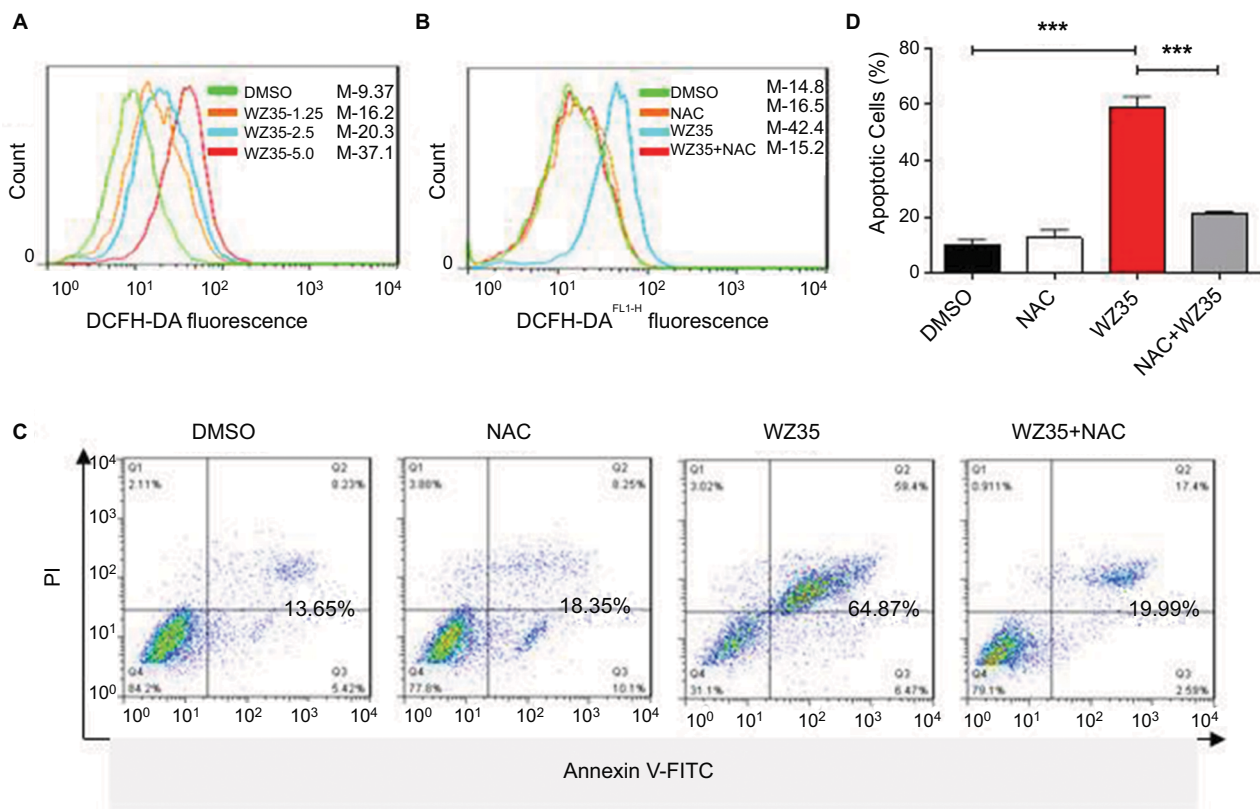 A
DMSO M-9.37
WZ35-1.25 M-16.2
WZ35-2.5 M-20.3
WZ35-5.0 M-37.1
Count
0
10⁰ 10¹ 10² 10³ 10⁴
DCFH-DA fluorescence
B
DMSO M-14.8
NAC M-16.5
WZ35 M-42.4
WZ35+NAC M-15.2
Count
0
10⁰ 10¹ 10² 10³ 10⁴
DCFH-DA FL1-H fluorescence
D
*** 
***
Apoptotic Cells (%)
80
60
40
20
0
DMSO NAC WZ35 NAC+WZ35
C
DMSO NAC WZ35 WZ35+NAC
PI
10⁴
10³
10²
10¹
10⁰
Q1 Q2
2.11% 8.23%
13.65%
Q4 Q3
84.2% 5.42%
10⁰ 10¹ 10² 10³ 10⁴
Q1 Q2
3.88% 8.25%
18.35%
Q4 Q3
77.8% 10.1%
10⁰ 10¹ 10² 10³ 10⁴
Q1 Q2
3.02% 59.4%
64.87%
Q4 Q3
31.1% 6.47%
10⁰ 10¹ 10² 10³ 10⁴
Q1 Q2
0.911% 17.4%
19.99%
Q4 Q3
79.1% 2.59%
10⁰ 10¹ 10² 10³ 10⁴
Annexin V-FITC